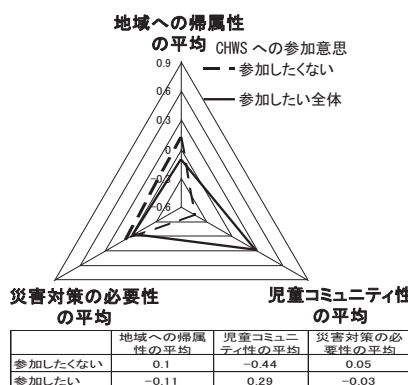 地域への帰属性
の平均
CHWS への参加意思
参加したくない
参加したい全体
0.9
0.6
0.3
0
-0.3
-0.6
災害対策の必要性
の平均
児童コミュニティ性
の平均
地域への帰属
性の平均
児童コミュニ
ティ性の平均
災害対策の必
要性の平均
参加したくない 0.1 -0.44 0.05
参加したい -0.11 0.29 -0.03